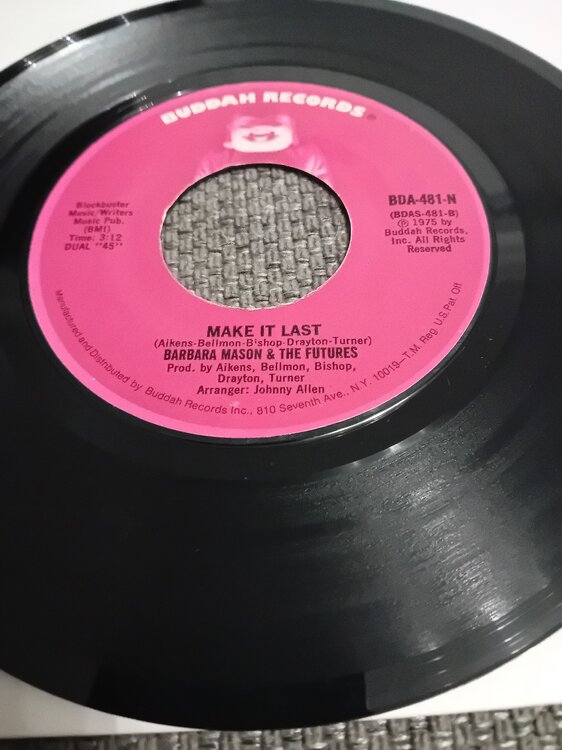 BUDDAH RECORDS®
Blockbuster
Music/Writers
Music Pub.
(BMI)
Time: 3:12
DUAL "45"
BDA-481-N
(BDAS-481-B)
Ⓟ 1975 by
Buddah Records,
Inc. All Rights
Reserved
MAKE IT LAST
(Aikens-Bellmon-Bishop-Drayton-Turner)
BARBARA MASON & THE FUTURES
Prod. by Aikens, Bellmon, Bishop,
Drayton, Turner
Arranger: Johnny Allen
Manufactured and Distributed by Buddah Records Inc., 810 Seventh Ave., N.Y. 10019—T.M. Reg. U.S. Pat. Off